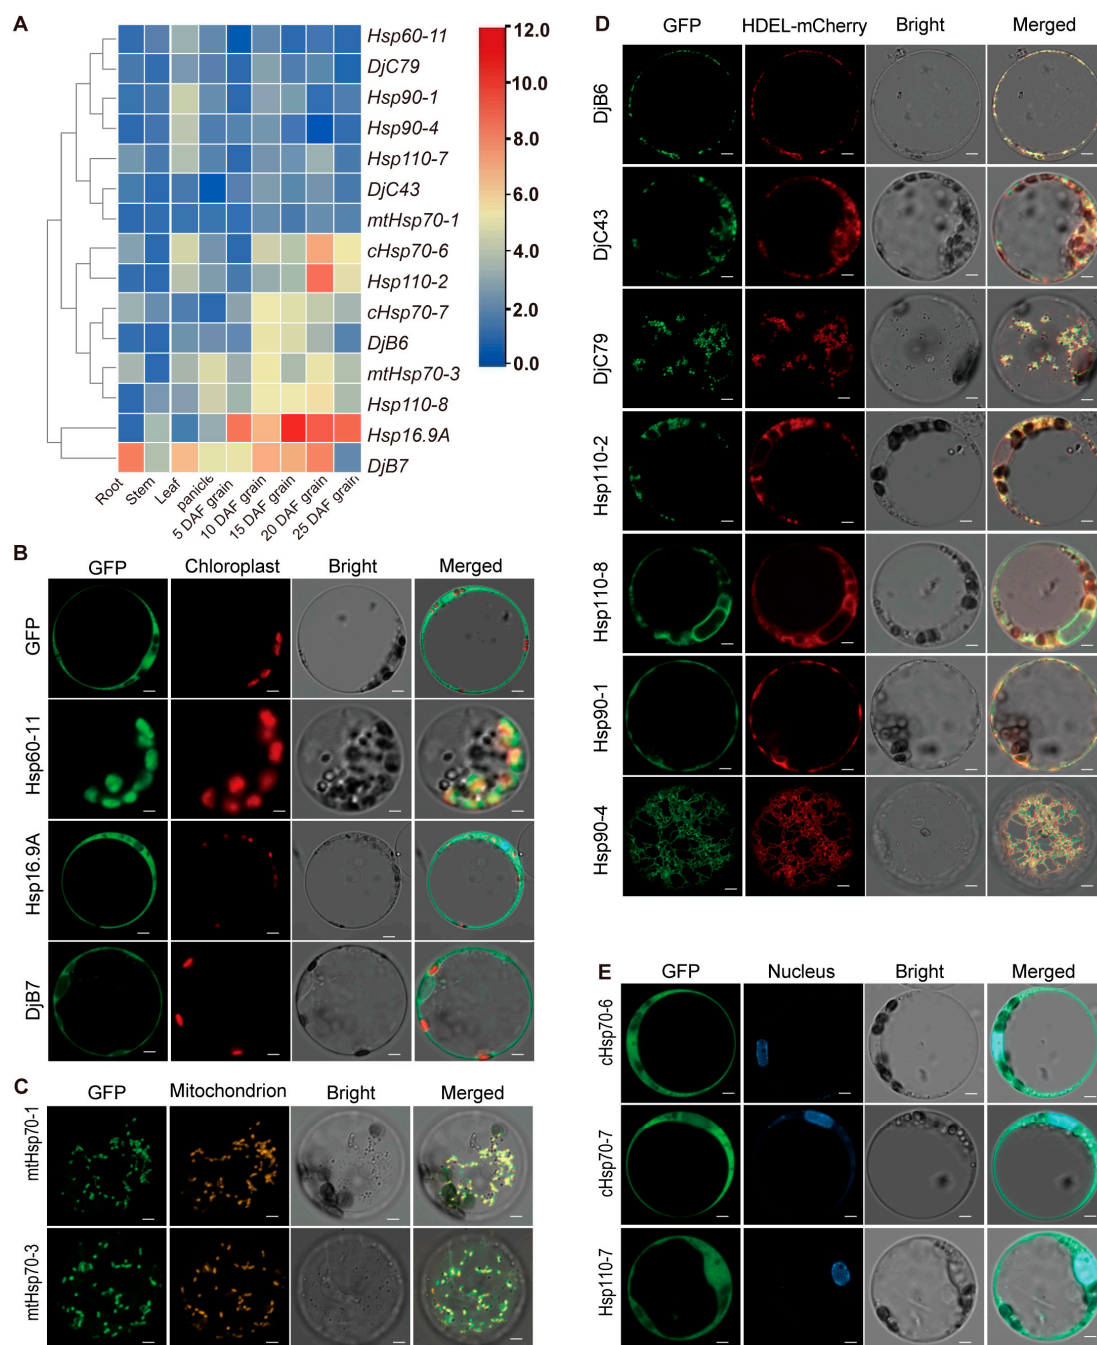 A
Hsp60-11
DjC79
Hsp90-1
Hsp90-4
Hsp110-7
DjC43
mtHsp70-1
cHsp70-6
Hsp110-2
cHsp70-7
DjB6
mtHsp70-3
Hsp110-8
Hsp16.9A
DjB7
Root
Stem
Leaf
panicle
5 DAF grain
10 DAF grain
15 DAF grain
20 DAF grain
25 DAF grain
12.0
10.0
8.0
6.0
4.0
2.0
0.0
B
GFP Chloroplast Bright Merged
GFP
Hsp60-11
Hsp16.9A
DjB7
C
GFP Mitochondrion Bright Merged
mtHsp70-1
mtHsp70-3
D
GFP HDEL-mCherry Bright Merged
DjB6
DjC43
DjC79
Hsp110-2
Hsp110-8
Hsp90-1
Hsp90-4
E
GFP Nucleus Bright Merged
cHsp70-6
cHsp70-7
Hsp110-7